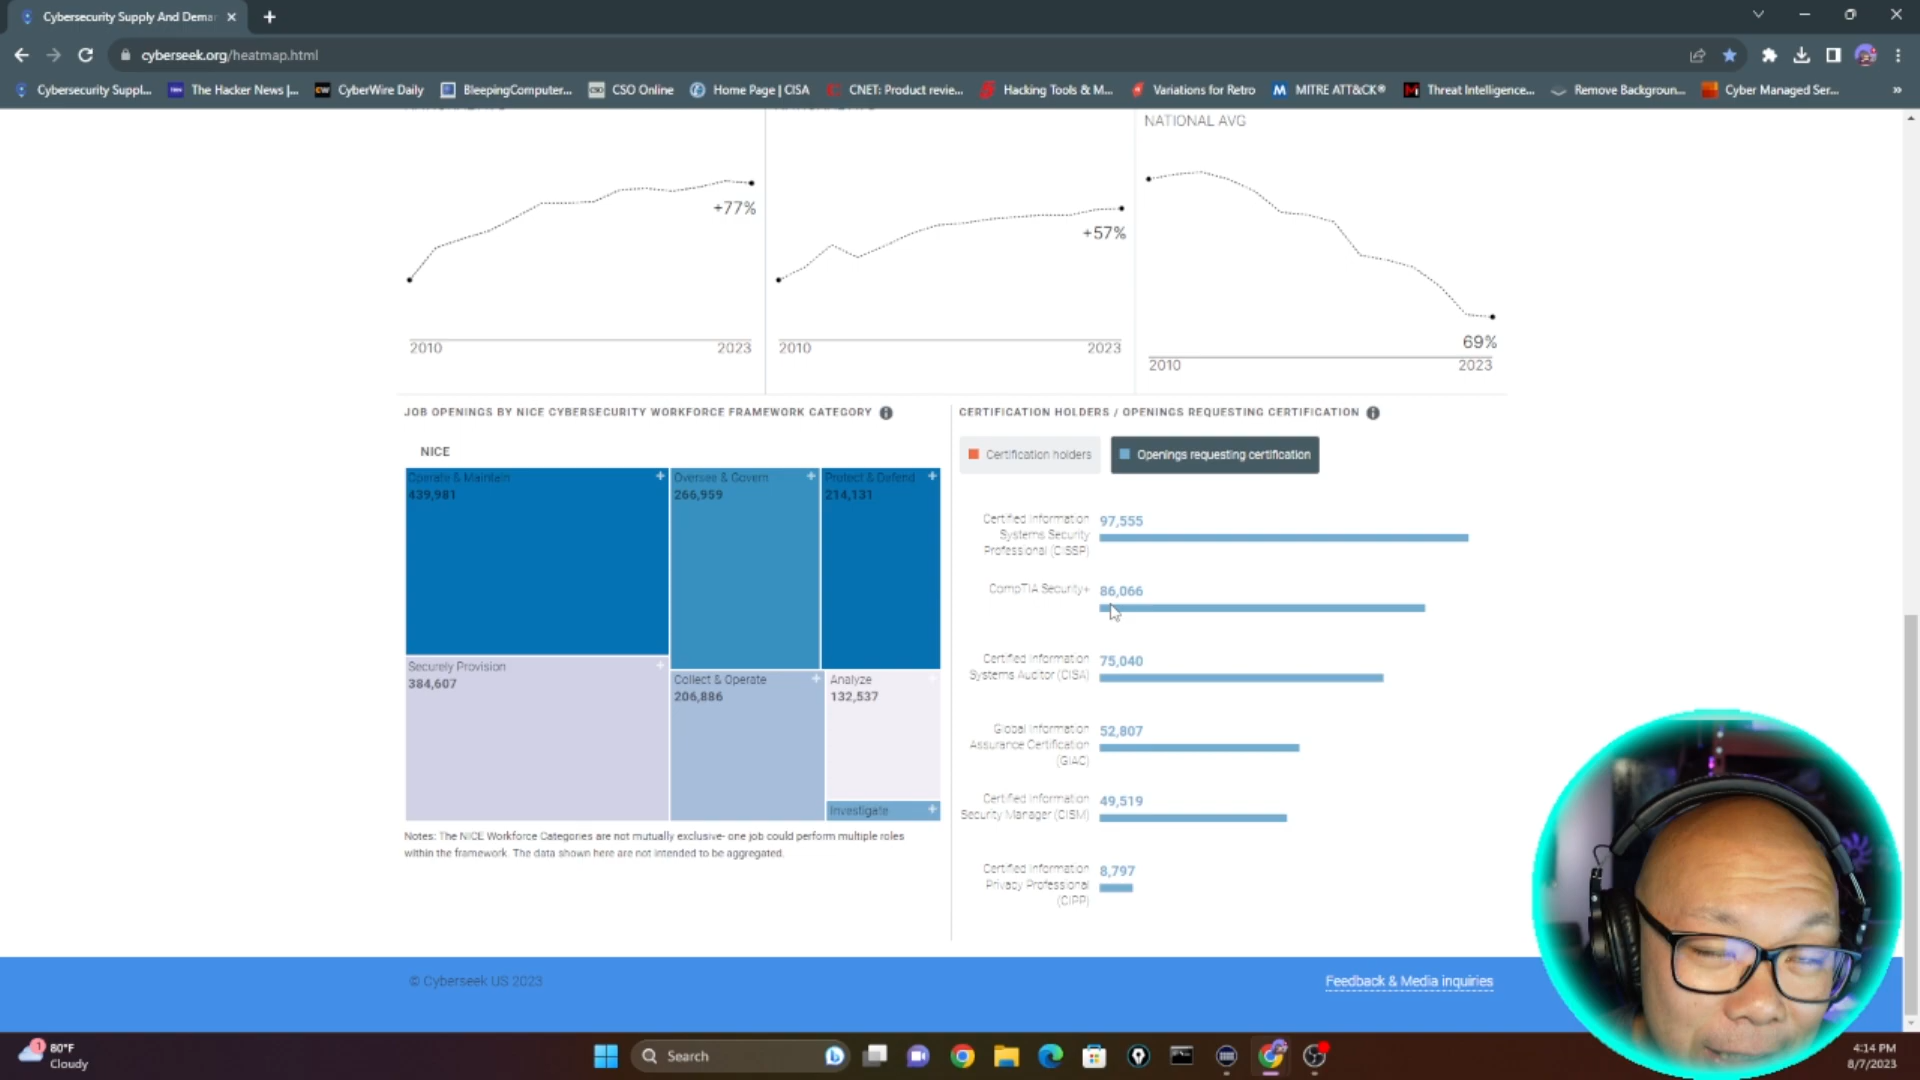 Cybersecurity Supply And Demar
cyberseek.org/heatmap.html
Cybersecurity Suppl...
The Hacker News |...
CyberWire Daily
BleepingComputer...
CSO Online
Home Page | CISA
CNET: Product revie...
Hacking Tools & M...
Variations for Retro
MITRE ATT&CK®
Threat Intelligence...
Remove Backgroun...
Cyber Managed Ser...
»
NATIONAL AVG
+77%
2010 2023
+57%
2010 2023
69%
2010 2023
JOB OPENINGS BY NICE CYBERSECURITY WORKFORCE FRAMEWORK CATEGORY
NICE
Operate & Maintain
439,981
Oversee & Govern
266,959
Protect & Defend
214,131
Securely Provision
384,607
Collect & Operate
206,886
Analyze
132,537
Investigate
Notes: The NICE Workforce Categories are not mutually exclusive- one job could perform multiple roles
within the framework. The data shown here are not intended to be aggregated.
CERTIFICATION HOLDERS / OPENINGS REQUESTING CERTIFICATION
Certification holders
Openings requesting certification
Certified Information
Systems Security
Professional (CISSP)
97,555
CompTIA Security+
86,066
Certified Information
Systems Auditor (CISA)
75,040
Global Information
Assurance Certification
(GIAC)
52,807
Certified Information
Security Manager (CISM)
49,519
Certified Information
Privacy Professional
(CIPP)
8,797
© Cyberseek US 2023
Feedback & Media inquiries
1
80°F
Cloudy
Search
4:14 PM
8/7/2023